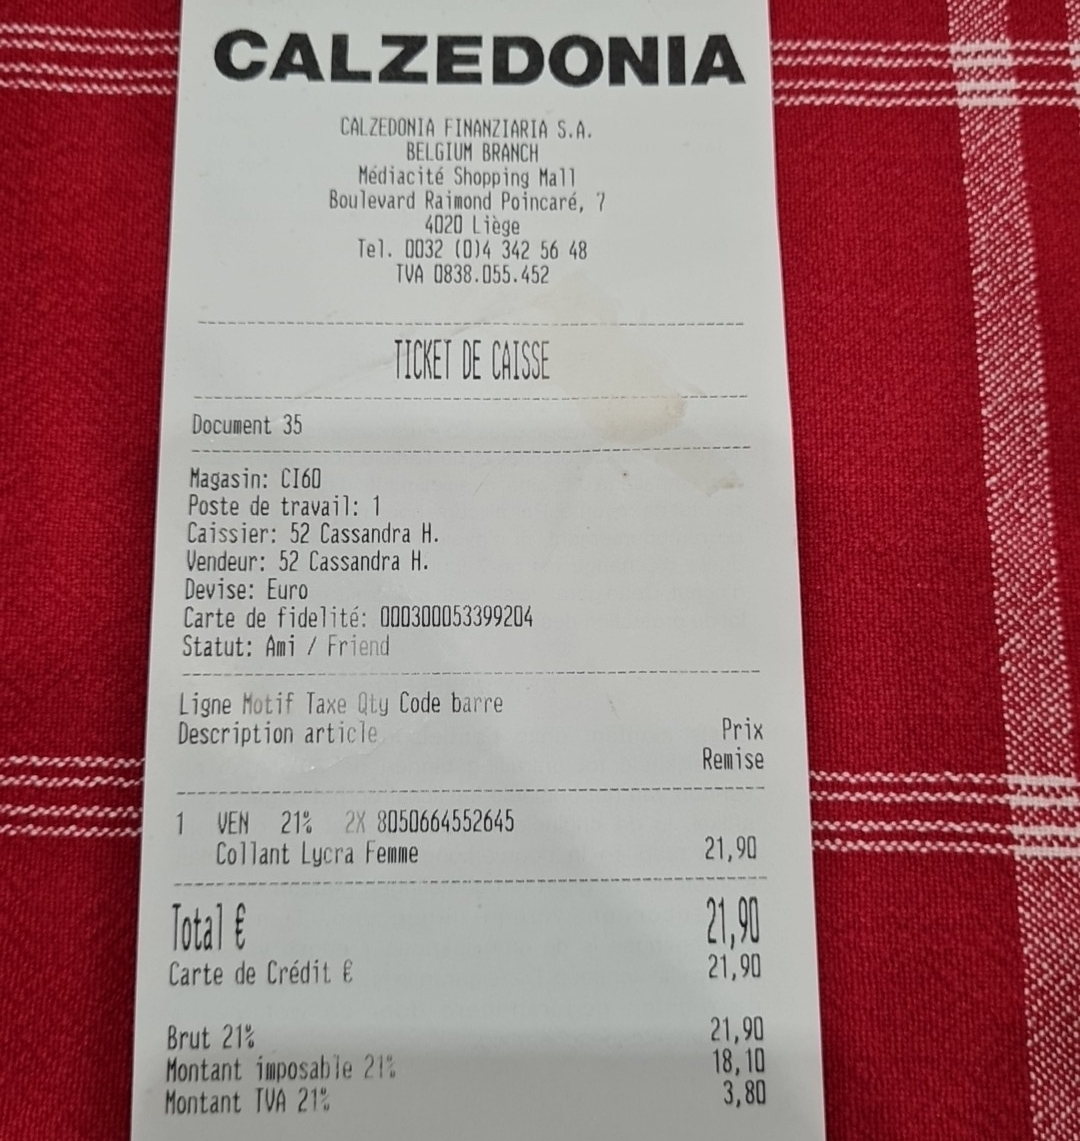 CALZEDONIA
CALZEDONIA FINANZIARIA S.A.
BELGIUM BRANCH
Médiacité Shopping Mall
Boulevard Raimond Poincaré, 7
4020 Liège
Tel. 0032 (0)4 342 56 48
TVA 0838.055.452
TICKET DE CAISSE
Document 35
Magasin: CI60
Poste de travail: 1
Caissier: 52 Cassandra H.
Vendeur: 52 Cassandra H.
Devise: Euro
Carte de fidelité: 000300053399204
Statut: Ami / Friend
Ligne Motif Taxe Qty Code barre
Description article Prix
Remise
1 VEN 21% 2X 8050664552645
Collant Lycra Femme 21,90
Total € 21,90
Carte de Crédit € 21,90
Brut 21% 21,90
Montant imposable 21% 18,10
Montant TVA 21% 3,80